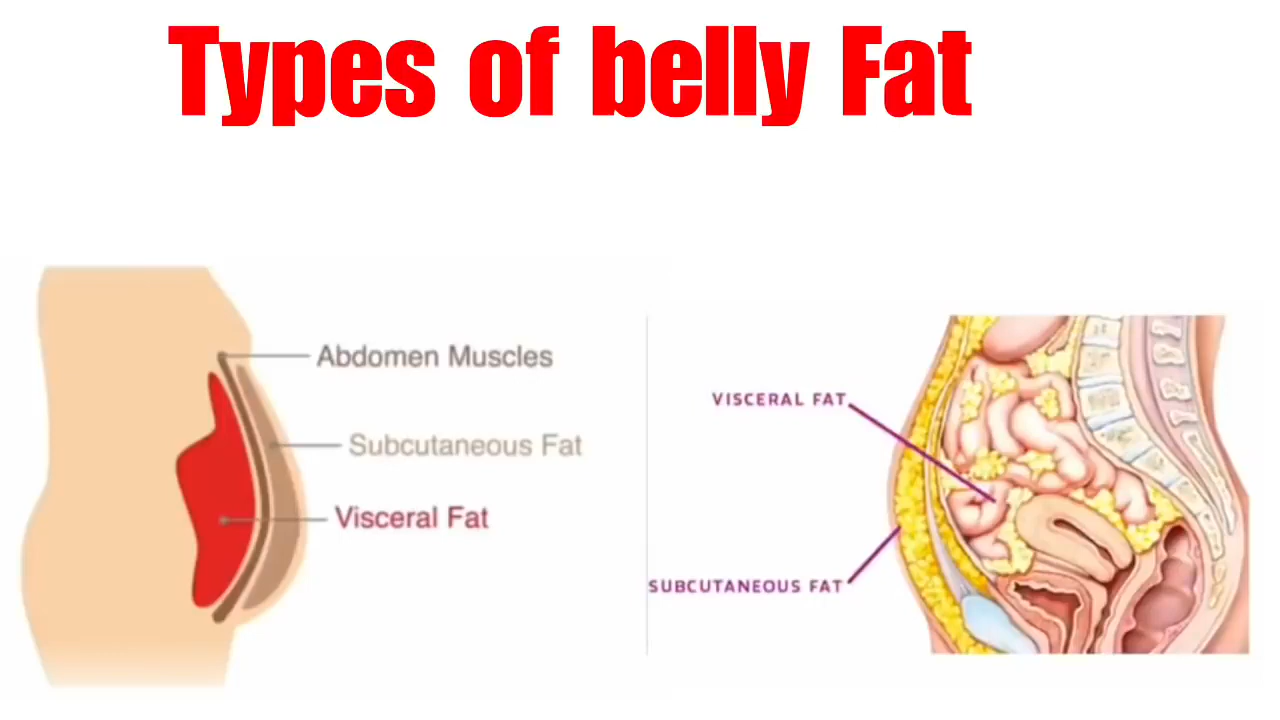 Types of belly Fat
Abdomen Muscles
Subcutaneous Fat
Visceral Fat
VISCERAL FAT
SUBCUTANEOUS FAT